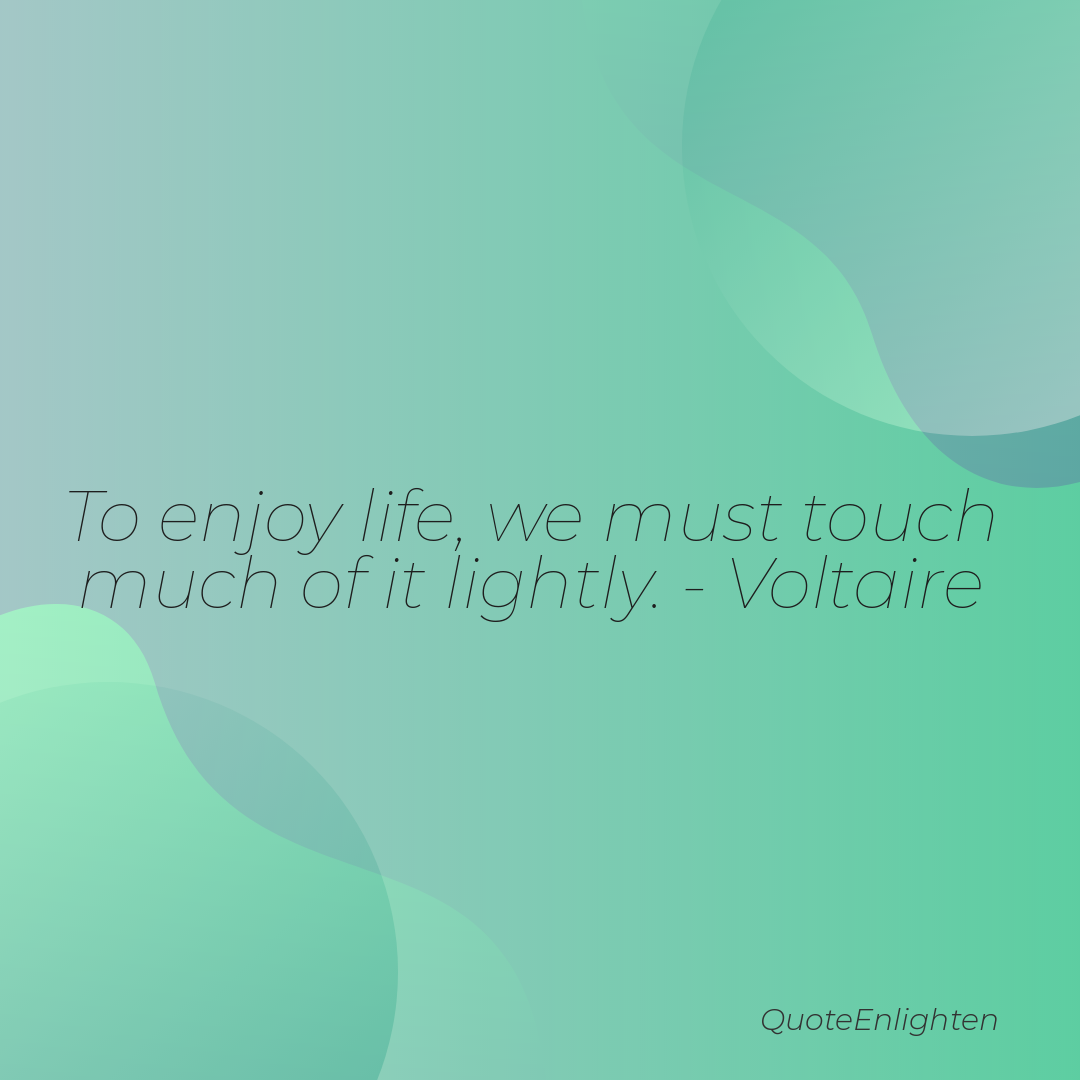 To enjoy life, we must touch
much of it lightly. - Voltaire
QuoteEnlighten